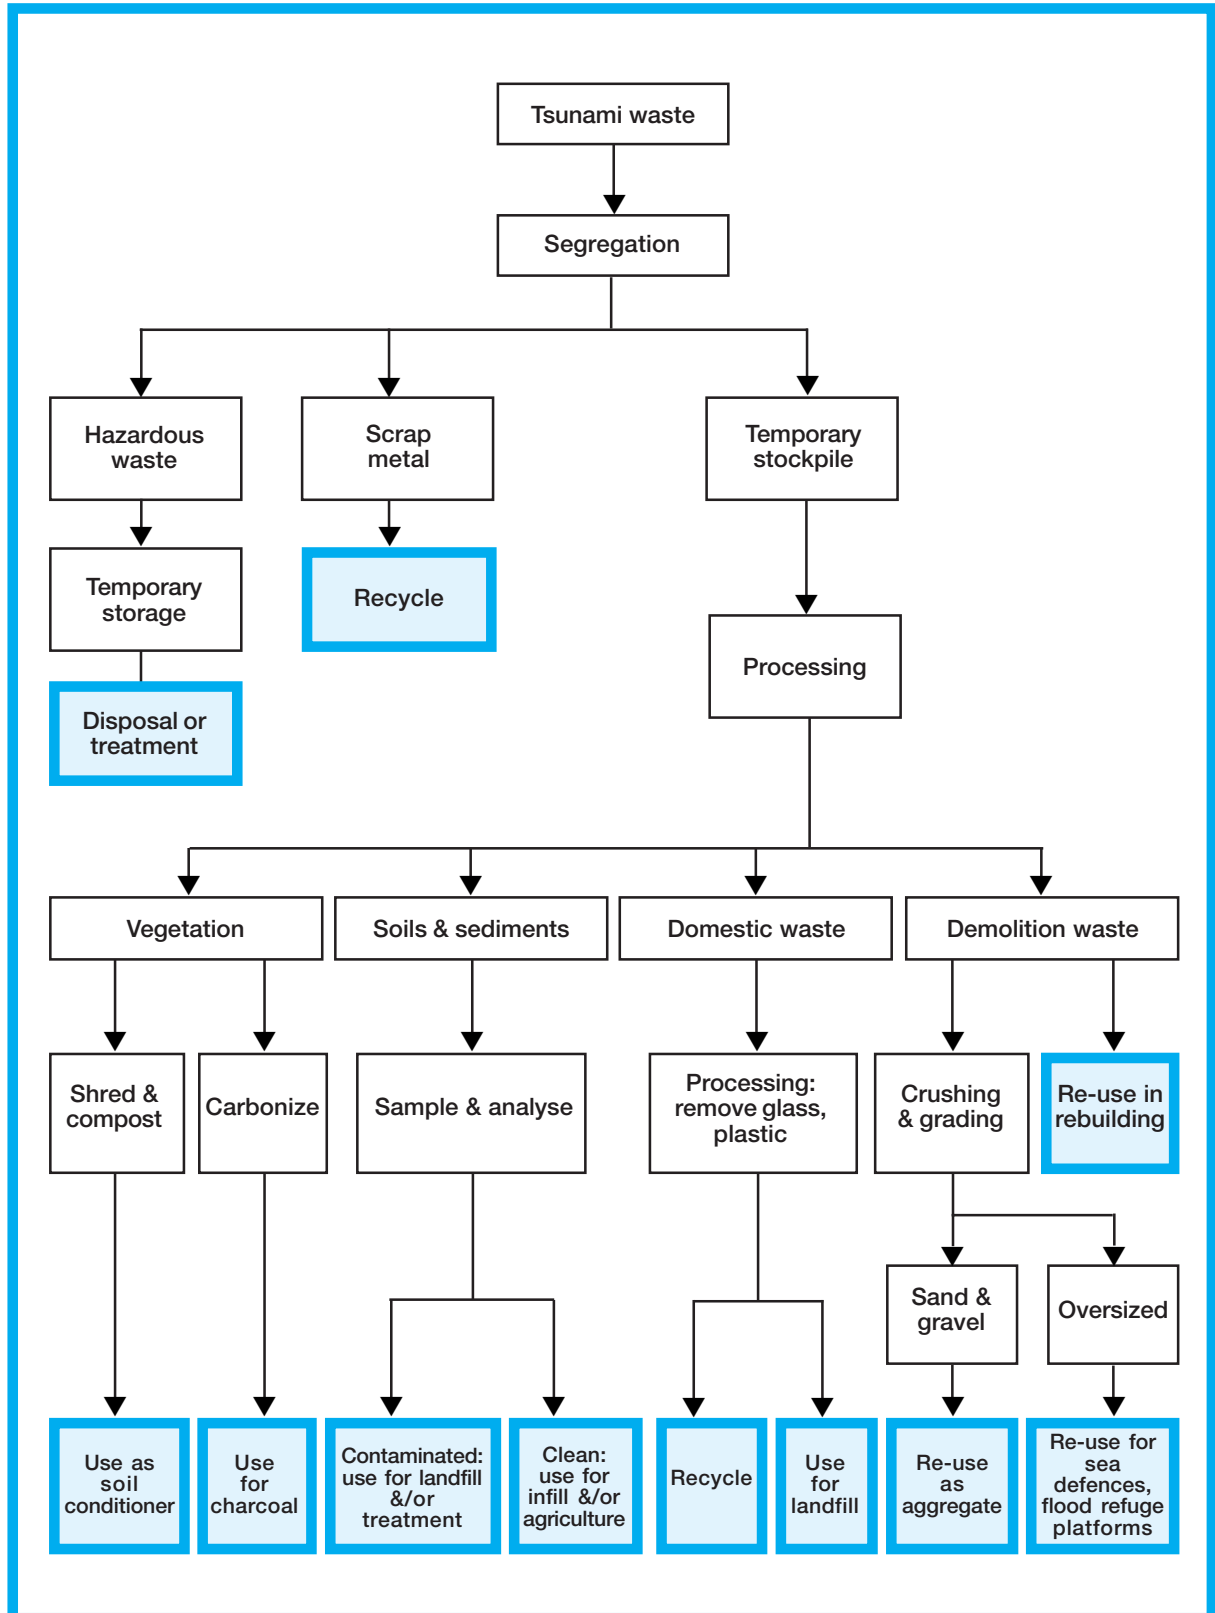 Tsunami waste
Segregation
Hazardous
waste
Scrap
metal
Temporary
stockpile
Temporary
storage
Recycle
Processing
Disposal or
treatment
Vegetation
Soils & sediments
Domestic waste
Demolition waste
Shred &
compost
Carbonize
Sample & analyse
Processing:
remove glass,
plastic
Crushing
& grading
Re-use in
rebuilding
Sand &
gravel
Oversized
Use as
soil
conditioner
Use
for
charcoal
Contaminated:
use for landfill
&/or
treatment
Clean:
use for
infill &/or
agriculture
Recycle
Use
for
landfill
Re-use
as
aggregate
Re-use for
sea
defences,
flood refuge
platforms